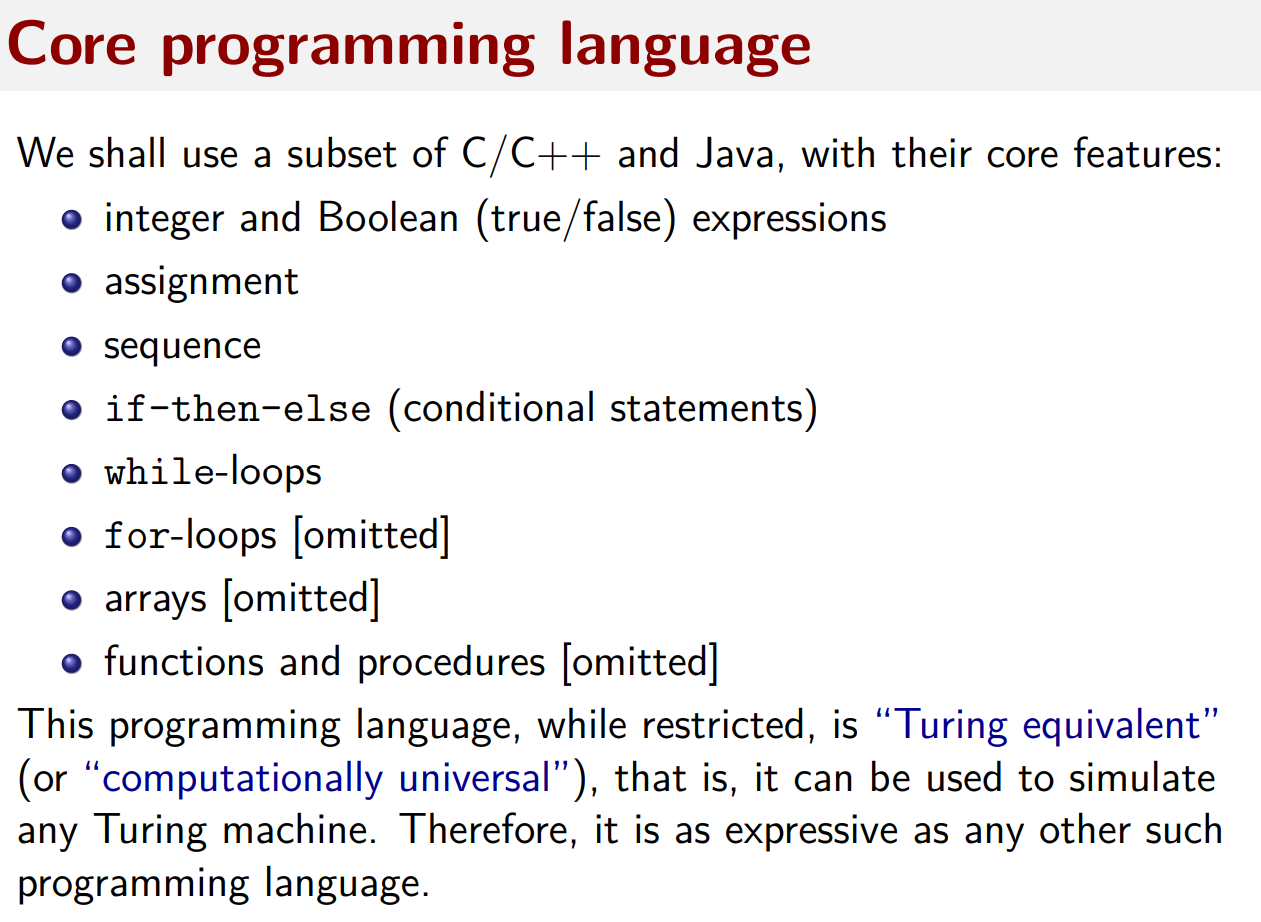 Core programming language
We shall use a subset of C/C++ and Java, with their core features:
integer and Boolean (true/false) expressions
assignment
sequence
if-then-else (conditional statements)
while-loops
for-loops [omitted]
arrays [omitted]
functions and procedures [omitted]
This programming language, while restricted, is “Turing equivalent”
(or “computationally universal”), that is, it can be used to simulate
any Turing machine. Therefore, it is as expressive as any other such
programming language.